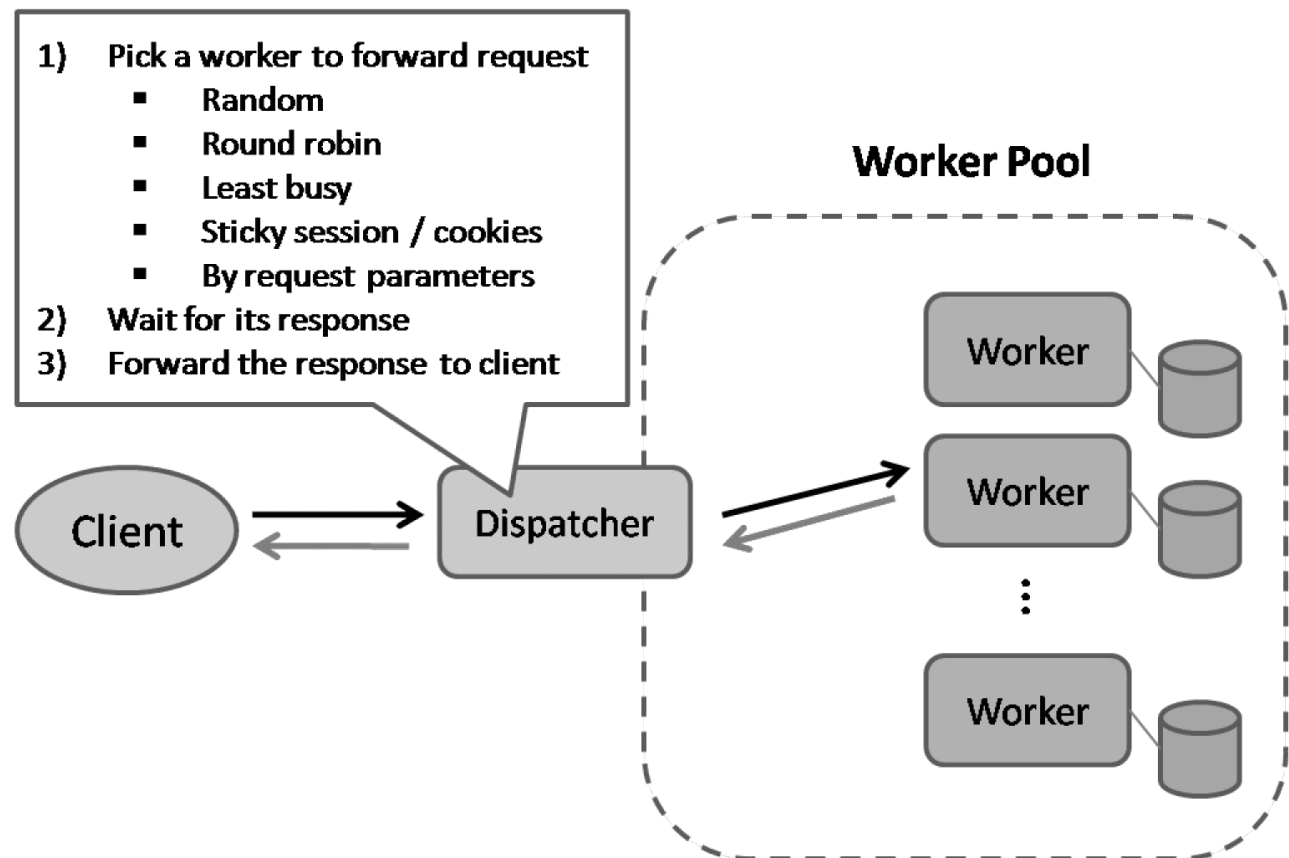 1) Pick a worker to forward request
▪ Random
▪ Round robin
▪ Least busy
▪ Sticky session / cookies
▪ By request parameters
2) Wait for its response
3) Forward the response to client
Worker Pool
Client
Dispatcher
Worker
Worker
⋮
Worker